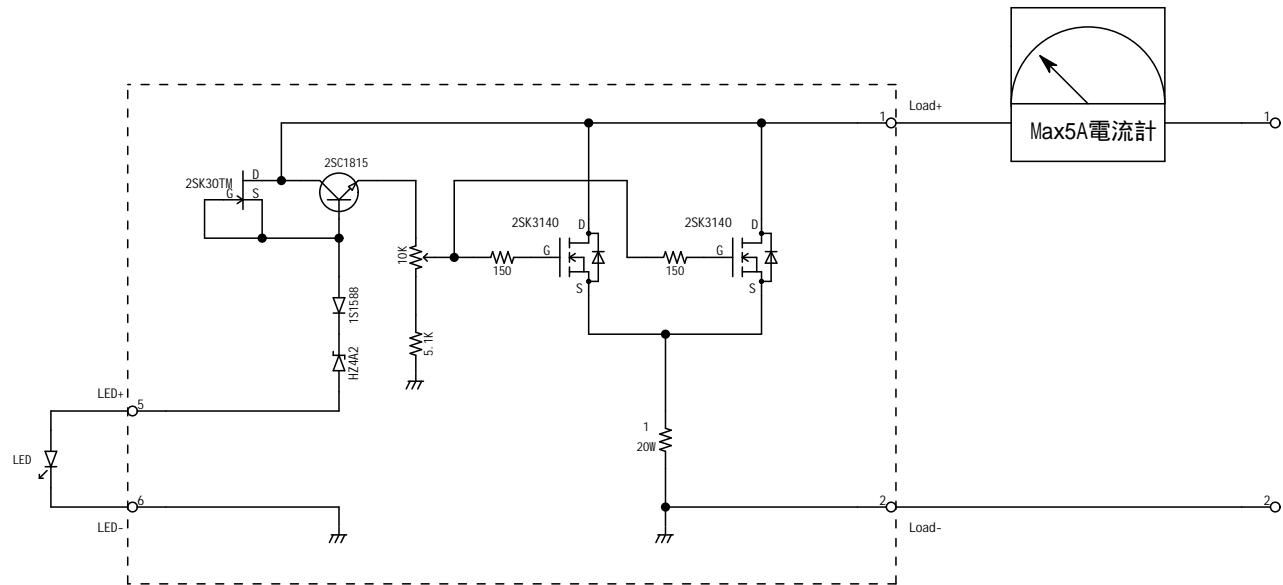 Load+
1
Max5A電流計
1
2SC1815
2SK30TM
D
G
S
2SK3140
D
G
S
2SK3140
D
G
S
10K
150
150
1S1588
5.1K
HZ4A2
LED+
5
LED
1
20W
6
LED-
2
Load-
2